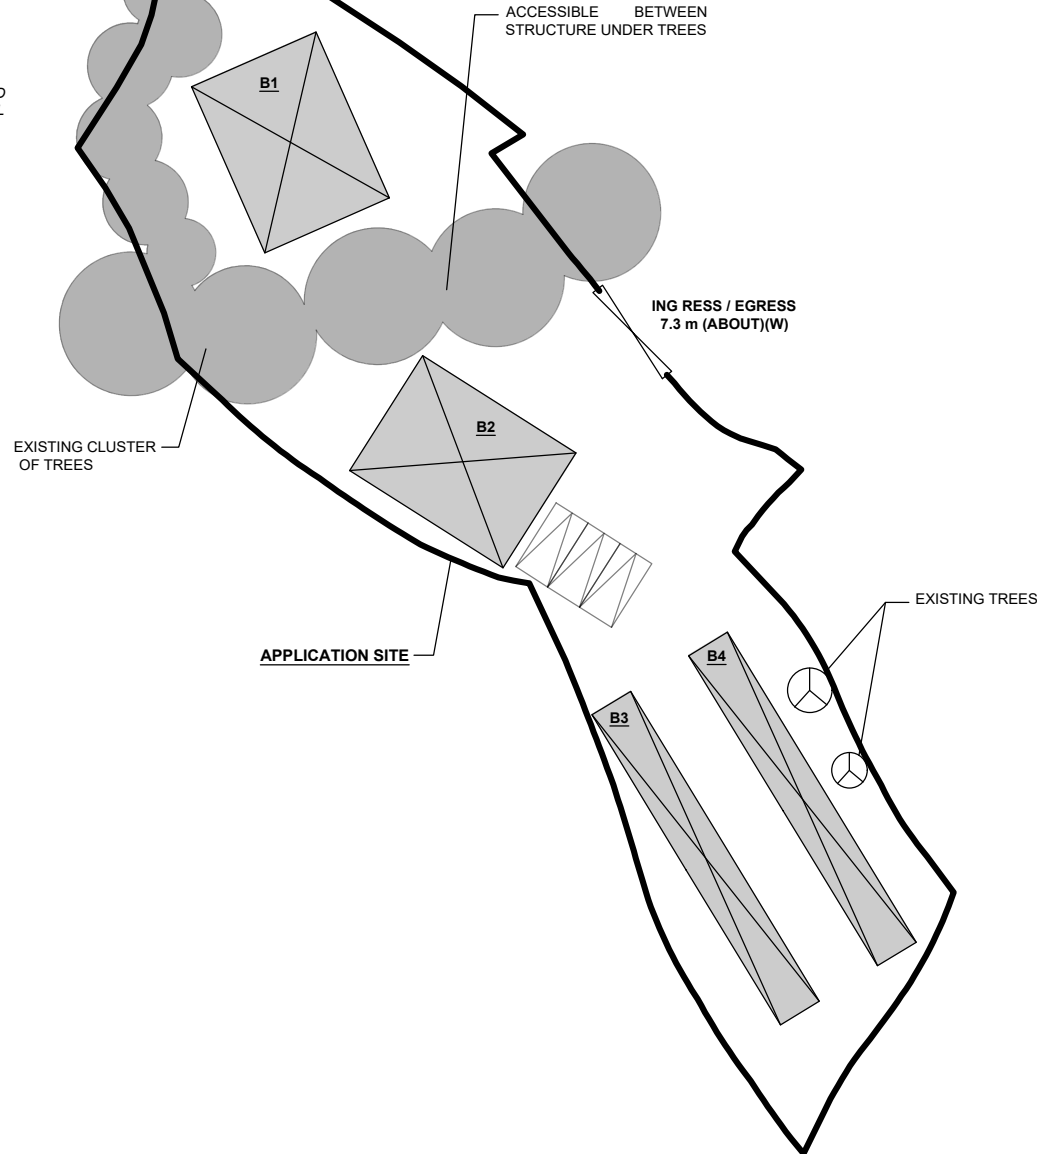 ACCESSIBLE BETWEEN
STRUCTURE UNDER TREES
B1
ING RESS / EGRESS
7.3 m (ABOUT)(W)
B2
EXISTING CLUSTER
OF TREES
EXISTING TREES
APPLICATION SITE
B4
B3